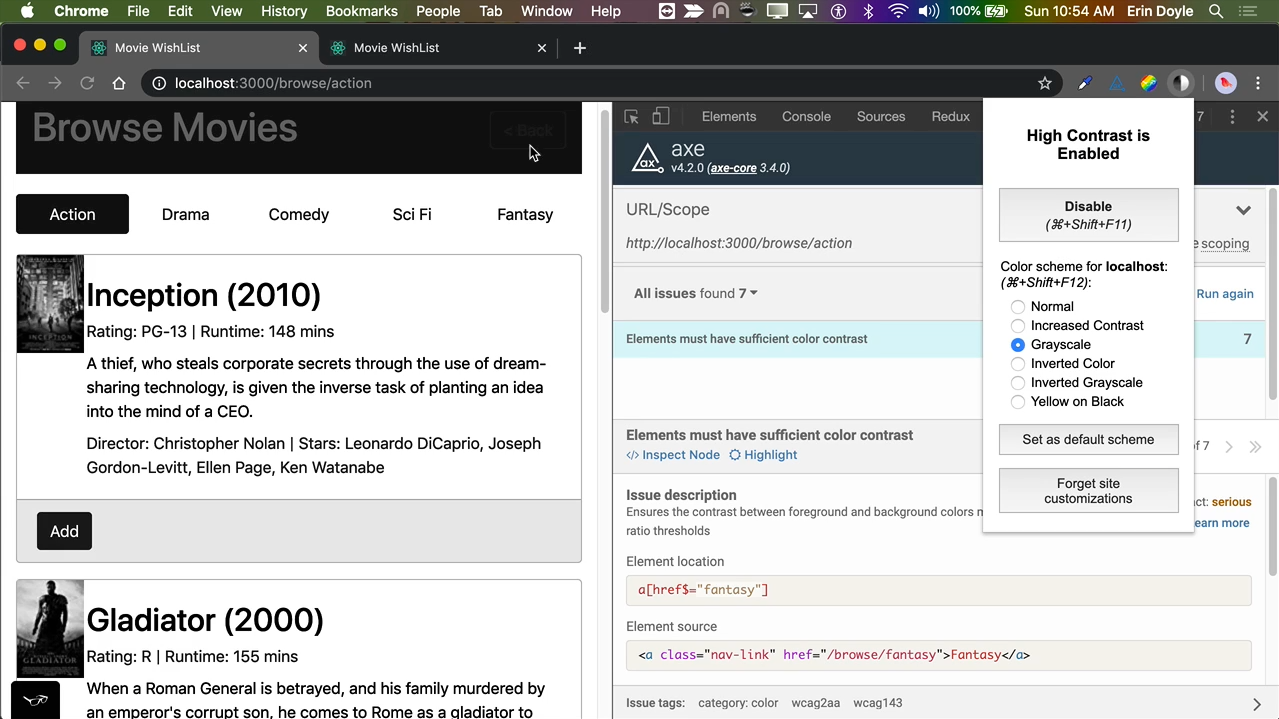 Chrome File Edit View History Bookmarks People Tab Window Help 100% Sun 10:54 AM Erin Doyle
Movie WishList
Movie WishList
localhost:3000/browse/action
Browse Movies
< Back
Action Drama Comedy Sci Fi Fantasy
Inception (2010)
Rating: PG-13 | Runtime: 148 mins
A thief, who steals corporate secrets through the use of dream-
sharing technology, is given the inverse task of planting an idea
into the mind of a CEO.
Director: Christopher Nolan | Stars: Leonardo DiCaprio, Joseph
Gordon-Levitt, Ellen Page, Ken Watanabe
Add
INCEPTION
Gladiator (2000)
Rating: R | Runtime: 155 mins
When a Roman General is betrayed, and his family murdered by
an emperor's corrupt son, he comes to Rome as a gladiator to
GLADIATOR
Elements Console Sources Redux 7
ax
axe
v4.2.0 (axe-core 3.4.0)
URL/Scope
http://localhost:3000/browse/action
e scoping
All issues found 7
Run again
Elements must have sufficient color contrast 7
Elements must have sufficient color contrast
</> Inspect Node Highlight
of 7
Issue description
Ensures the contrast between foreground and background colors m
ratio thresholds
ct: serious
earn more
Element location
a[href$="fantasy"]
Element source
<a class="nav-link" href="/browse/fantasy">Fantasy</a>
Issue tags: category: color wcag2aa wcag143
High Contrast is
Enabled
Disable
(⌘+Shift+F11)
Color scheme for localhost:
(⌘+Shift+F12):
Normal
Increased Contrast
Grayscale
Inverted Color
Inverted Grayscale
Yellow on Black
Set as default scheme
Forget site
customizations